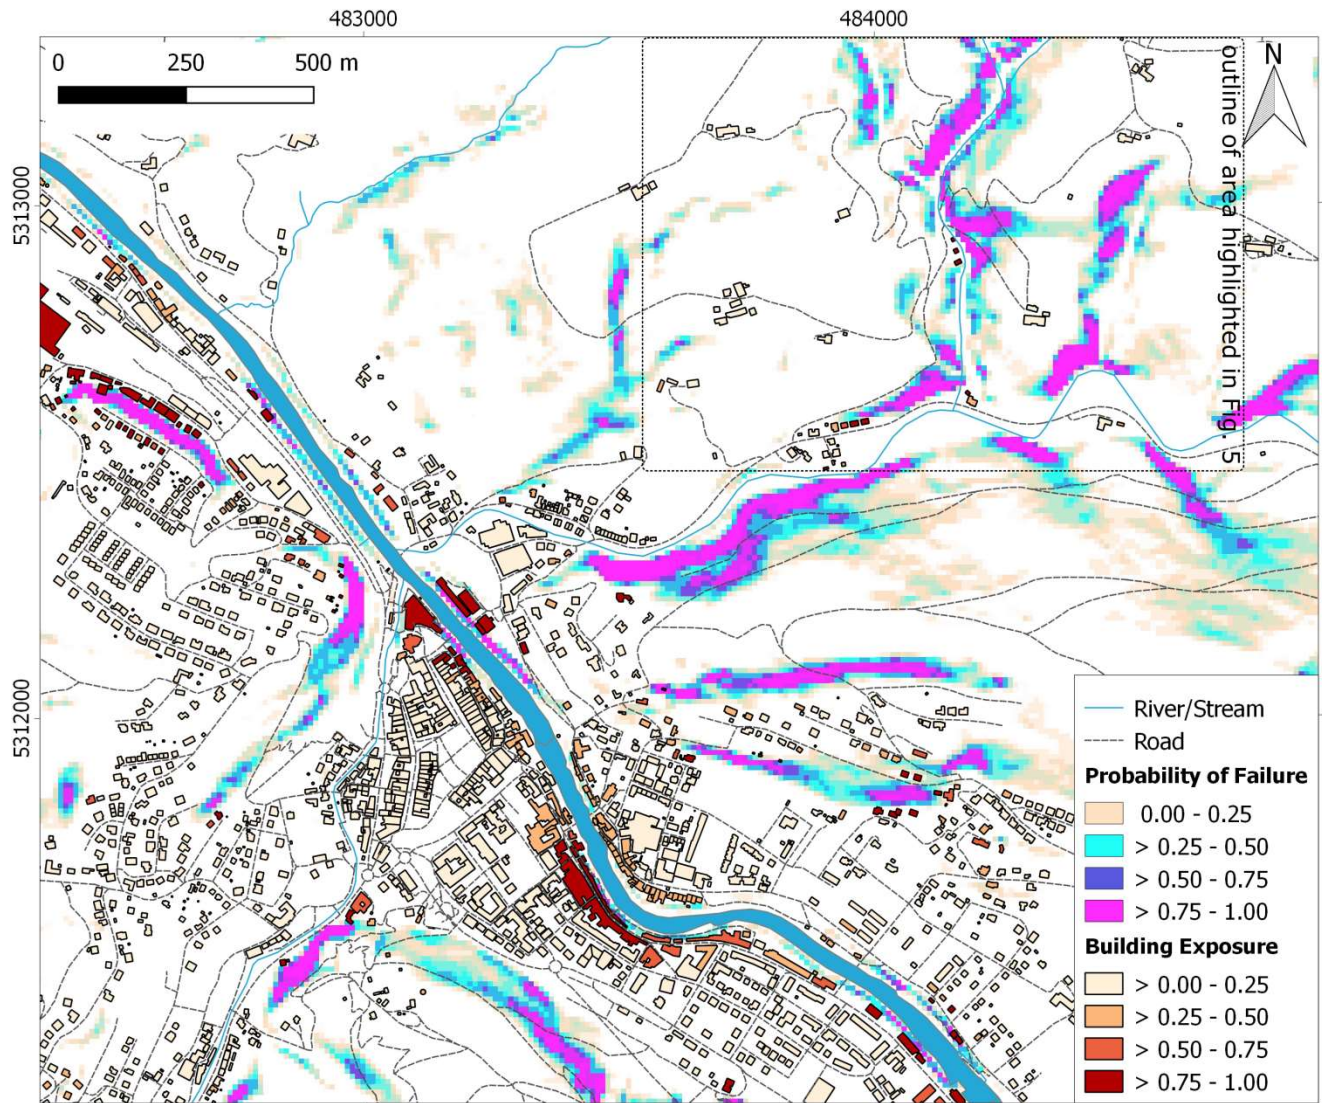 483000
484000
0
250
500 m
N
outline of area highlighted in Fig. 5
5313000
5312000
River/Stream
Road
Probability of Failure
0.00 - 0.25
> 0.25 - 0.50
> 0.50 - 0.75
> 0.75 - 1.00
Building Exposure
> 0.00 - 0.25
> 0.25 - 0.50
> 0.50 - 0.75
> 0.75 - 1.00